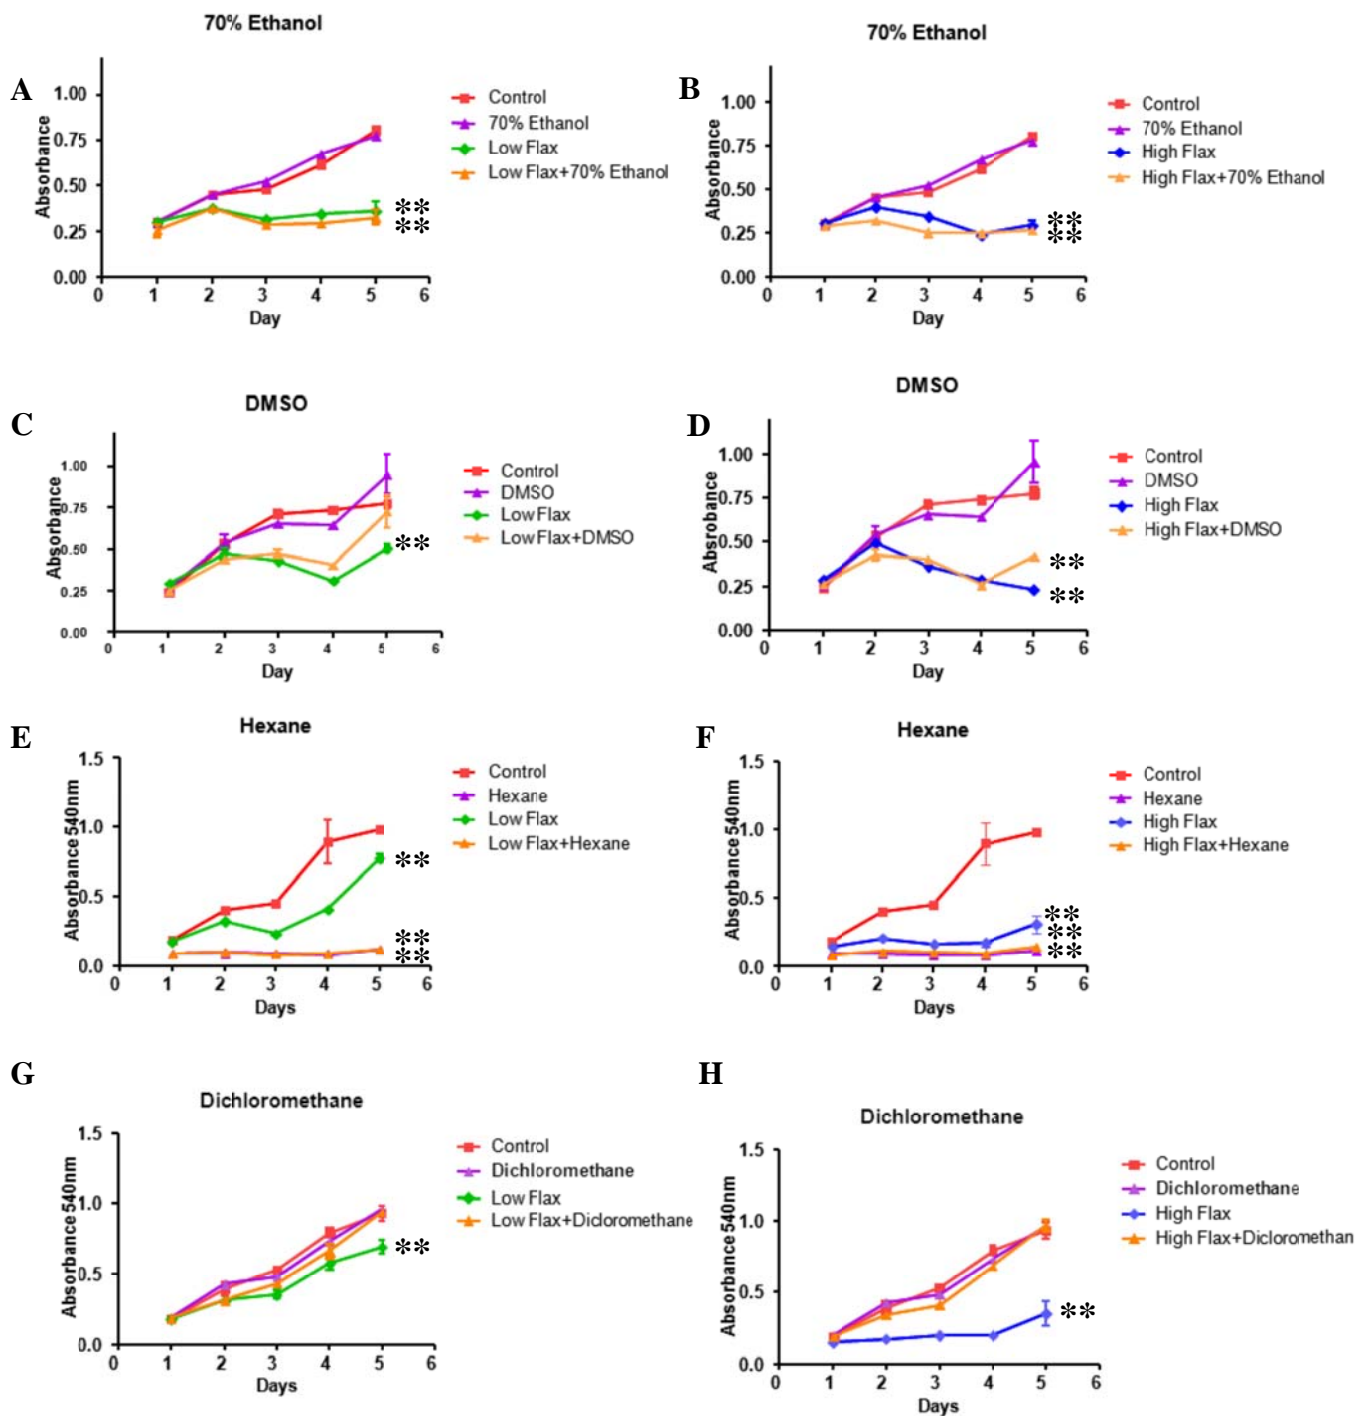 70% Ethanol
A
1.00
0.75
0.50
0.25
0.00
Absorbance
0 1 2 3 4 5 6
Day
Control
70% Ethanol
Low Flax
Low Flax+70% Ethanol
**
**
70% Ethanol
B
1.00
0.75
0.50
0.25
0.00
Absorbance
0 1 2 3 4 5 6
Day
Control
70% Ethanol
High Flax
High Flax+70% Ethanol
**
**
DMSO
C
1.00
0.75
0.50
0.25
0.00
Absorbance
0 1 2 3 4 5 6
Day
Control
DMSO
Low Flax
Low Flax+DMSO
**
DMSO
D
1.00
0.75
0.50
0.25
0.00
Absrobance
0 1 2 3 4 5 6
Day
Control
DMSO
High Flax
High Flax+DMSO
**
**
Hexane
E
1.5
1.0
0.5
0.0
Absorbance 540nm
0 1 2 3 4 5 6
Days
Control
Hexane
Low Flax
Low Flax+Hexane
**
**
**
Hexane
F
1.5
1.0
0.5
0.0
Absorbance 540nm
0 1 2 3 4 5 6
Days
Control
Hexane
High Flax
High Flax+Hexane
**
**
**
G
Dichloromethane
1.5
1.0
0.5
0.0
Absorbance 540nm
0 1 2 3 4 5 6
Days
Control
Dichloromethane
Low Flax
Low Flax+Dicloromethane
**
H
Dichloromethane
1.5
1.0
0.5
0.0
Absorbance 540nm
0 1 2 3 4 5 6
Days
Control
Dichloromethane
High Flax
High Flax+Dicloromethan
**